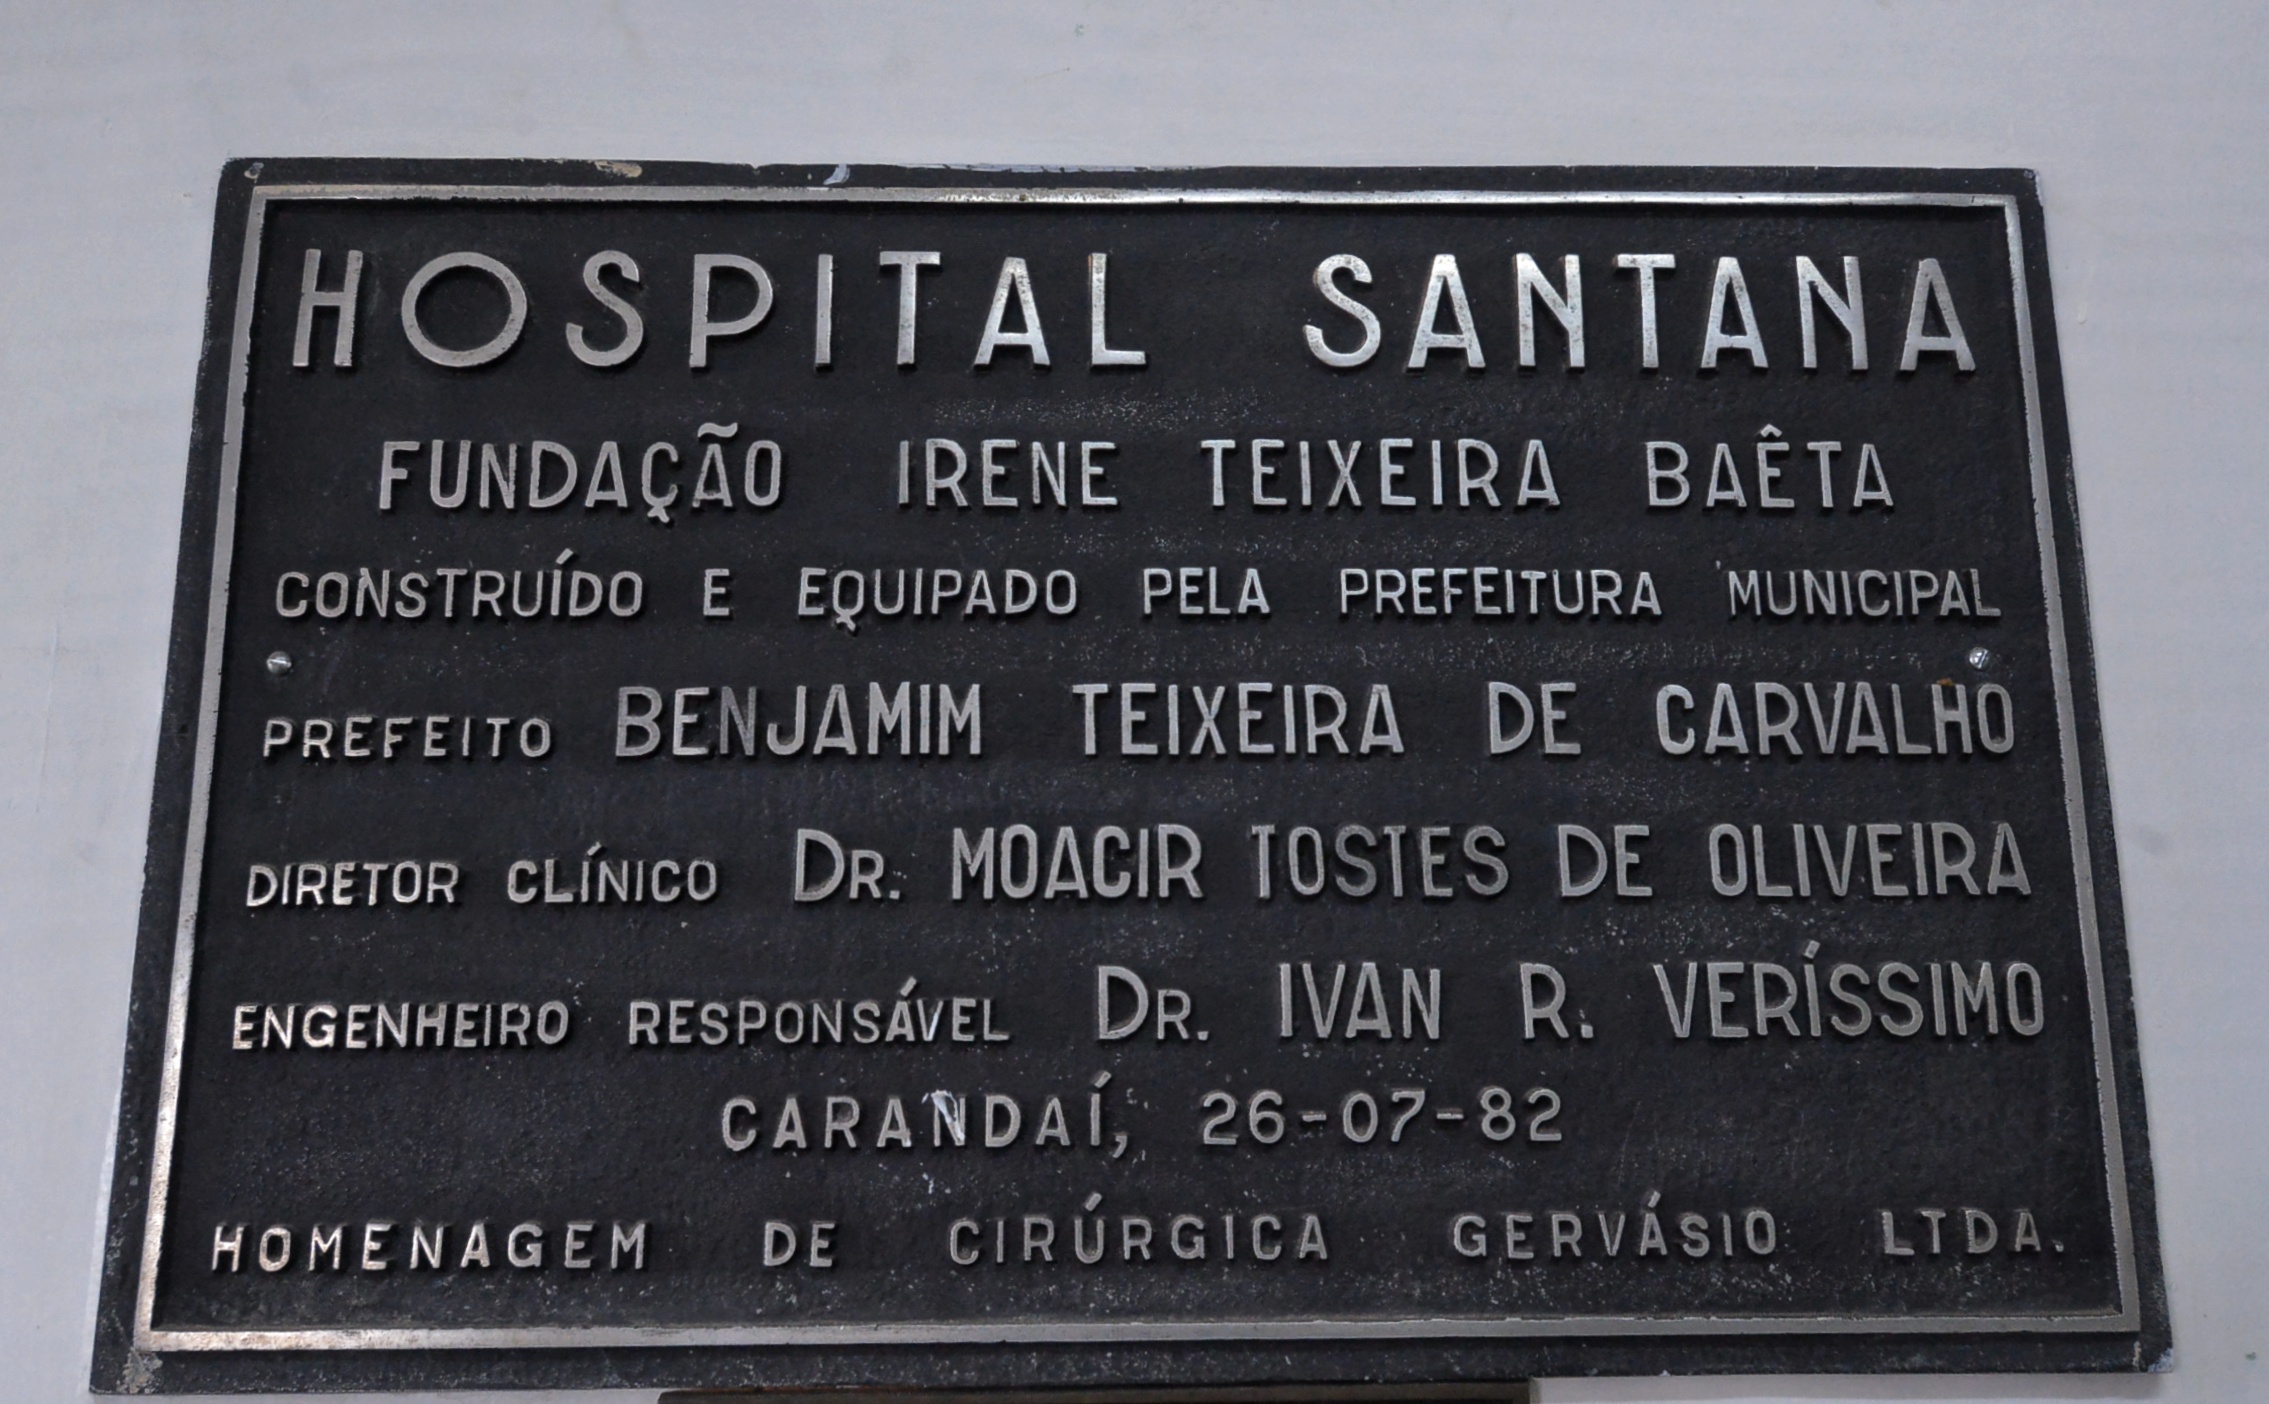 HOSPITAL SANTANA
FUNDAÇÃO IRENE TEIXEIRA BAÊTA
CONSTRUÍDO E EQUIPADO PELA PREFEITURA MUNICIPAL
PREFEITO BENJAMIM TEIXEIRA DE CARVALHO
DIRETOR CLÍNICO DR. MOACIR TOSTES DE OLIVEIRA
ENGENHEIRO RESPONSÁVEL DR. IVAN R. VERÍSSIMO
CARANDAÍ, 26-07-82
HOMENAGEM DE CIRÚRGICA GERVÁSIO LTDA.